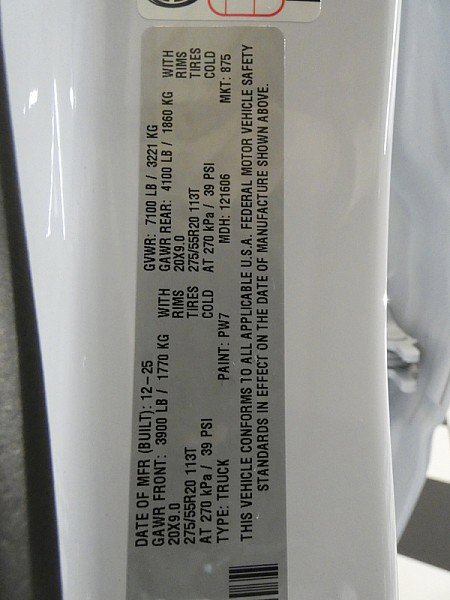 DATE OF MFR (BUILT): 12-25 GVWR: 7100 LB / 3221 KG
GAWR FRONT: 3900 LB / 1770 KG WITH GAWR REAR: 4100 LB / 1860 KG WITH
20X9.0 RIMS 20X9.0 RIMS
275/55R20 113T TIRES 275/55R20 113T TIRES
AT 270 kPa / 39 PSI COLD AT 270 kPa / 39 PSI COLD
TYPE: TRUCK PAINT: PW7 MDH: 121606 MKT: 875
THIS VEHICLE CONFORMS TO ALL APPLICABLE U.S.A. FEDERAL MOTOR VEHICLE SAFETY
STANDARDS IN EFFECT ON THE DATE OF MANUFACTURE SHOWN ABOVE.